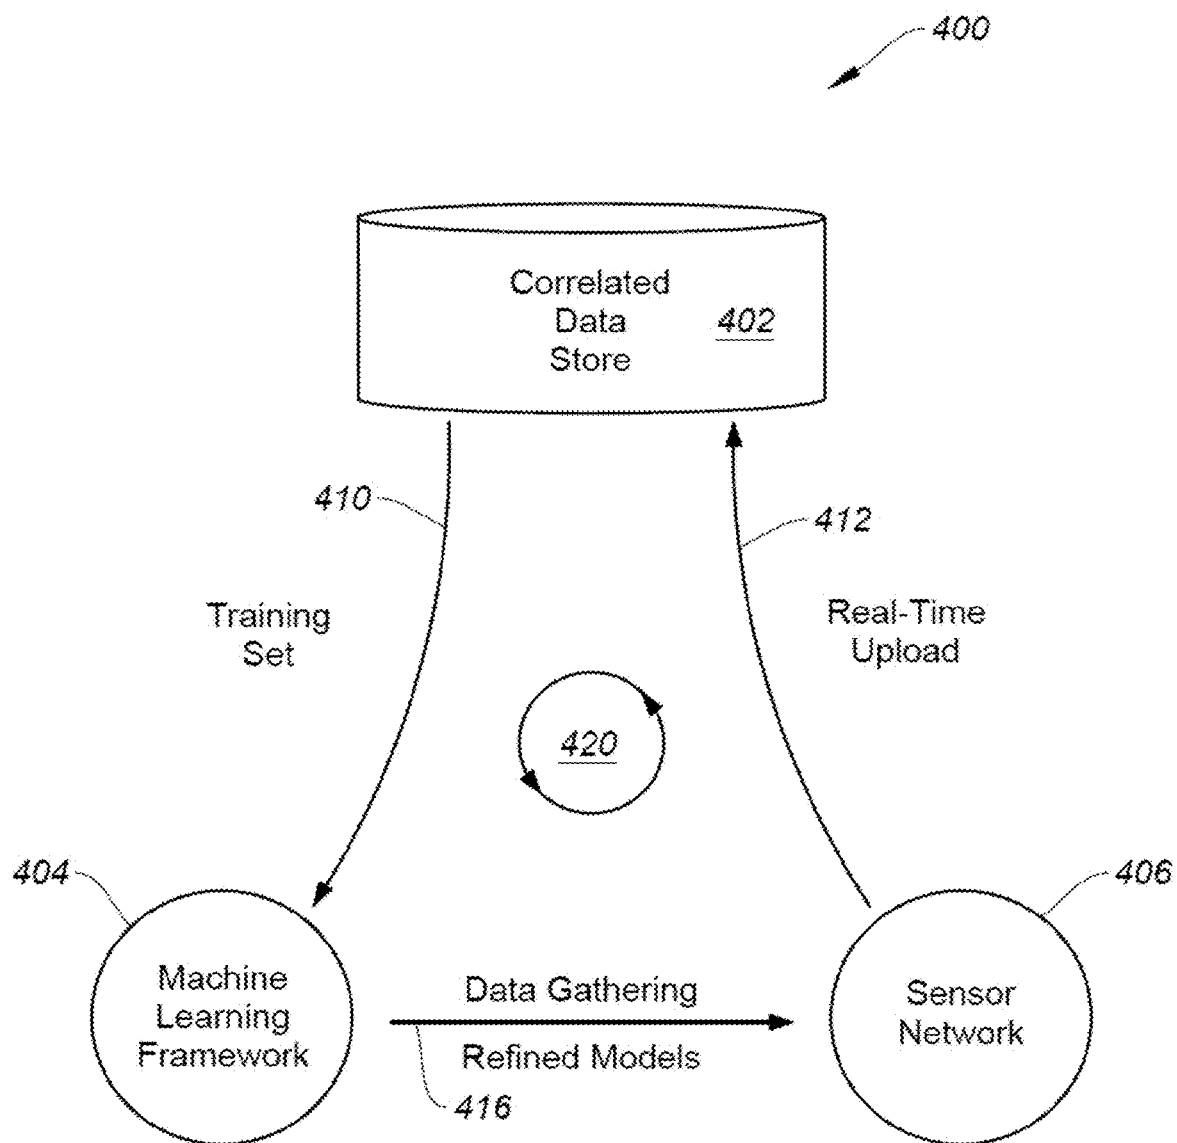 400
Correlated
Data
Store
402
410
412
Training
Set
Real-Time
Upload
420
404
406
Machine
Learning
Framework
Data Gathering
Refined Models
416
Sensor
Network